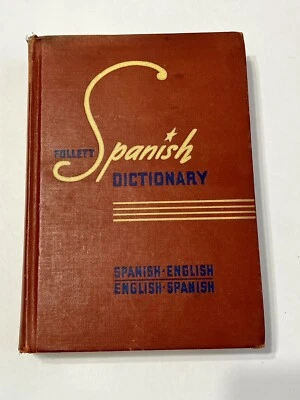 FOLLETT Spanish
DICTIONARY
SPANISH-ENGLISH
ENGLISH-SPANISH